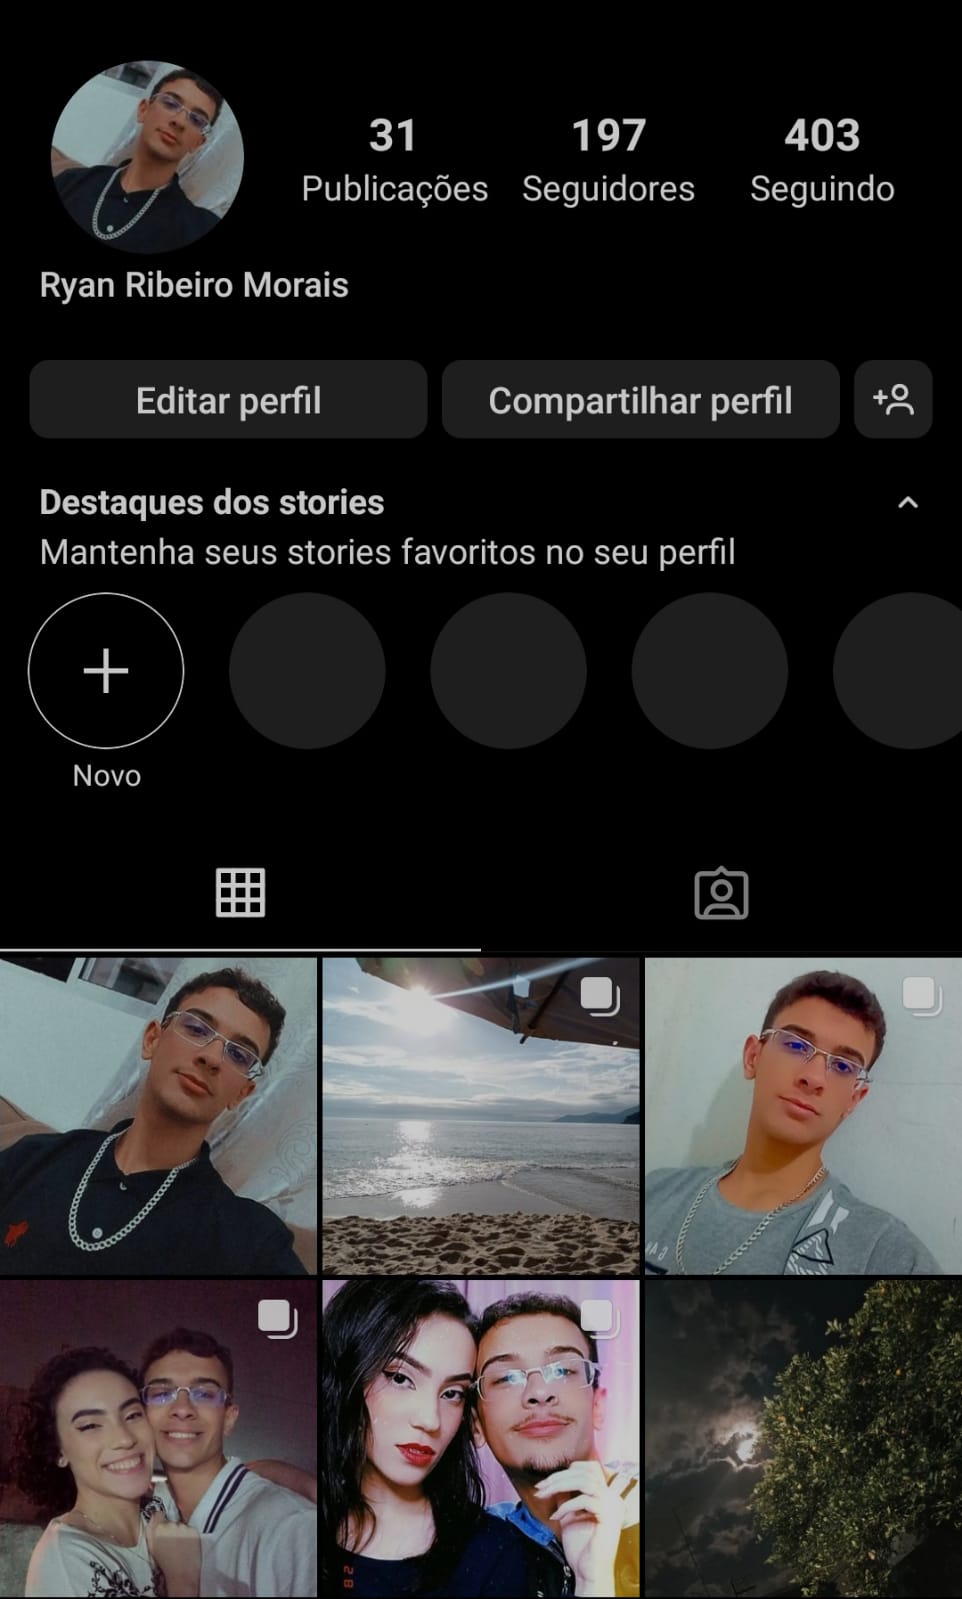 31 197 403
Publicações Seguidores Seguindo
Ryan Ribeiro Morais
Editar perfil Compartilhar perfil
Destaques dos stories
Mantenha seus stories favoritos no seu perfil
Novo